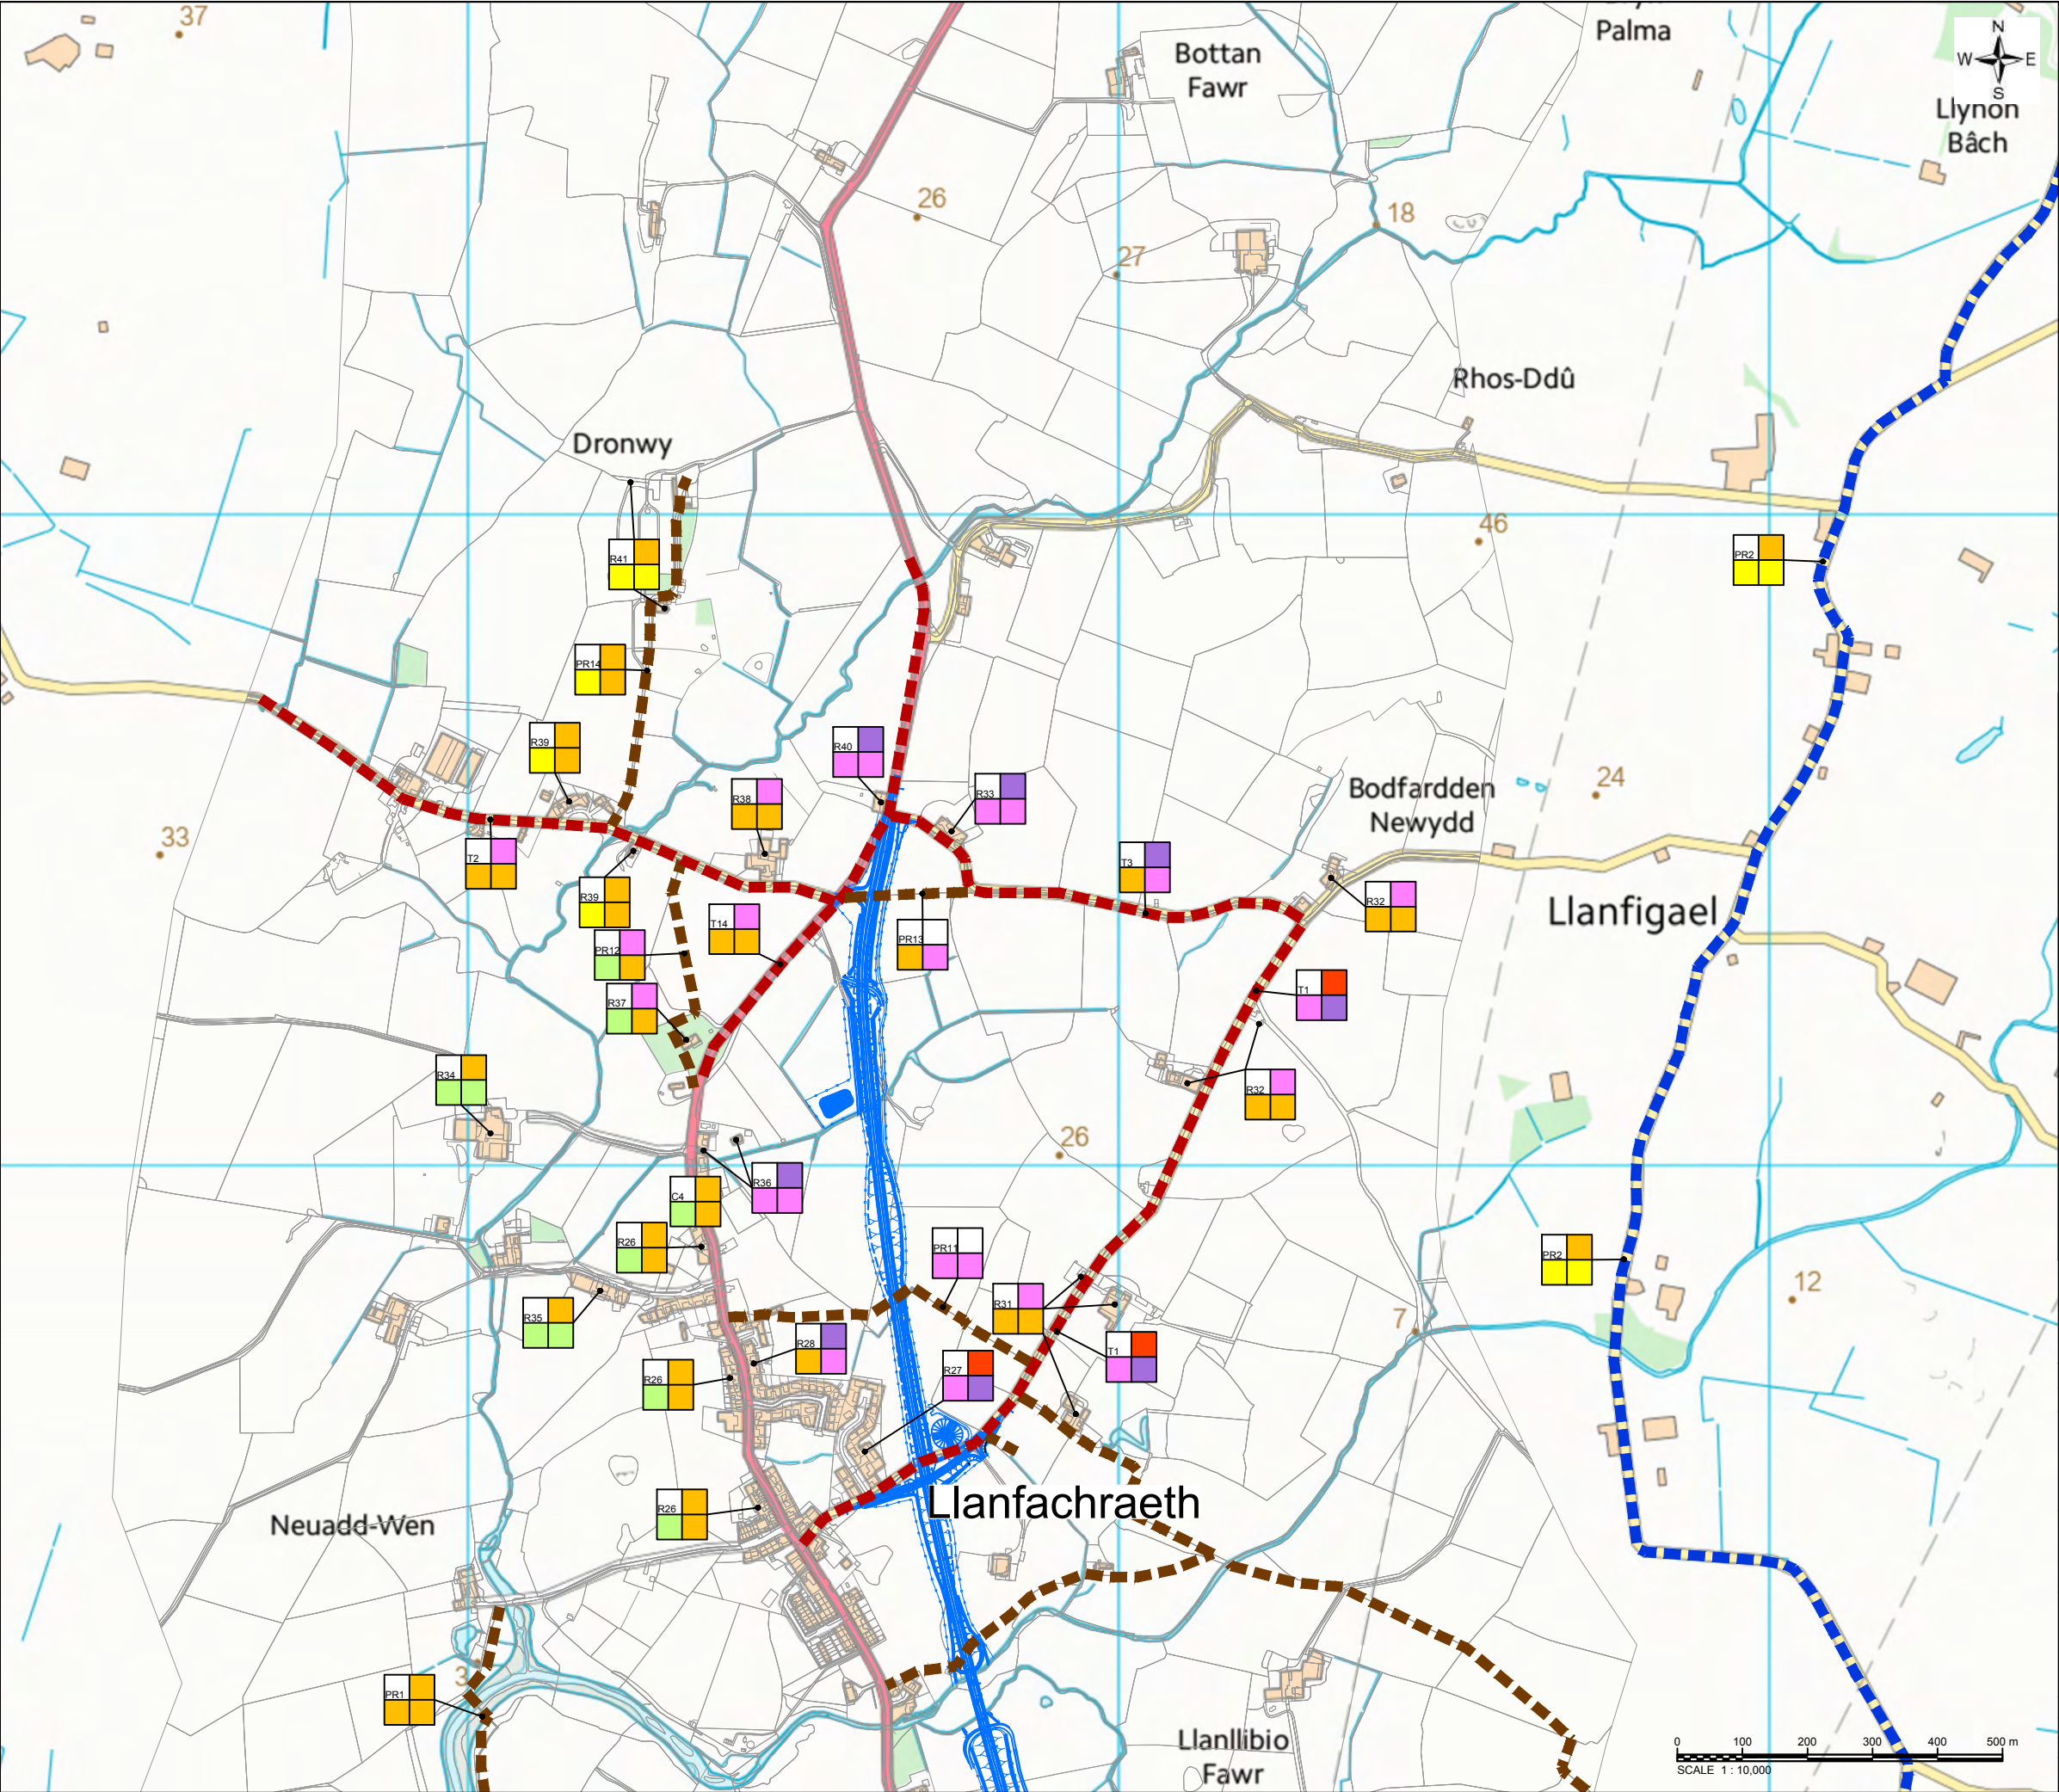 37
Palma
Bottan
Fawr
N
W E
S
Llynon
Bâch
26
18
27
Rhos-Ddû
Dronwy
46
R41
PR2
PR14
R39
R40
R38
R33
Bodfardden
Newydd
24
33
T2
T3
R39
R32
Llanfigael
T14
PR13
PR12
R37
T1
R34
R32
26
R36
C4
R26
PR11
PR2
R31
12
R35
7
R28
T1
R27
R26
R26
Llanfachraeth
Neuadd-Wen
3
PR1
Llanllibio
Fawr
0 100 200 300 400 500 m
SCALE 1 : 10,000